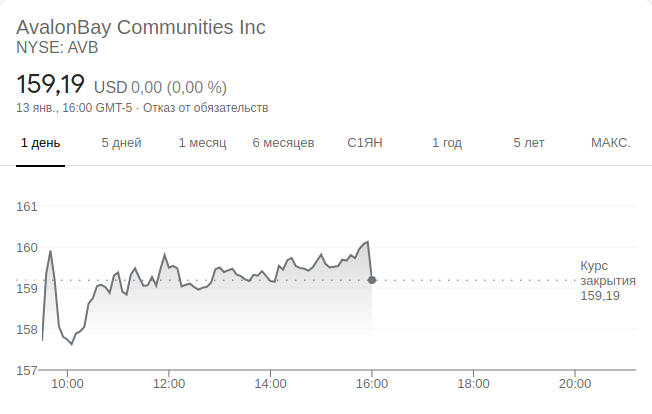 AvalonBay Communities Inc
NYSE: AVB
159,19 USD 0,00 (0,00 %)
13 янв., 16:00 GMT-5 · Отказ от обязательств
1 день 5 дней 1 месяц 6 месяцев С1ЯН 1 год 5 лет МАКС.
161
160
159
158
157
Курс
закрытия
159,19
10:00 12:00 14:00 16:00 18:00 20:00